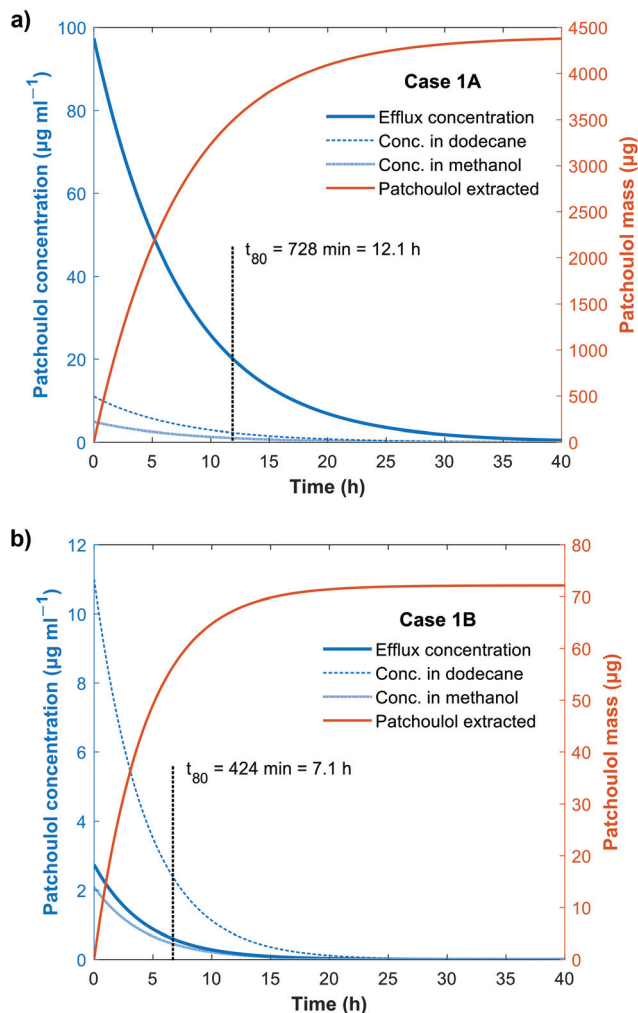 a)
Patchoulol concentration (µg ml⁻¹)
100
80
60
40
20
0
4500
4000
3500
3000
2500
2000
1500
1000
500
0
Patchoulol mass (µg)
Case 1A
Efflux concentration
Conc. in dodecane
Conc. in methanol
Patchoulol extracted
t₈₀ = 728 min = 12.1 h
0 5 10 15 20 25 30 35 40
Time (h)
b)
Patchoulol concentration (µg ml⁻¹)
12
10
8
6
4
2
0
80
70
60
50
40
30
20
10
0
Patchoulol mass (µg)
Case 1B
Efflux concentration
Conc. in dodecane
Conc. in methanol
Patchoulol extracted
t₈₀ = 424 min = 7.1 h
0 5 10 15 20 25 30 35 40
Time (h)